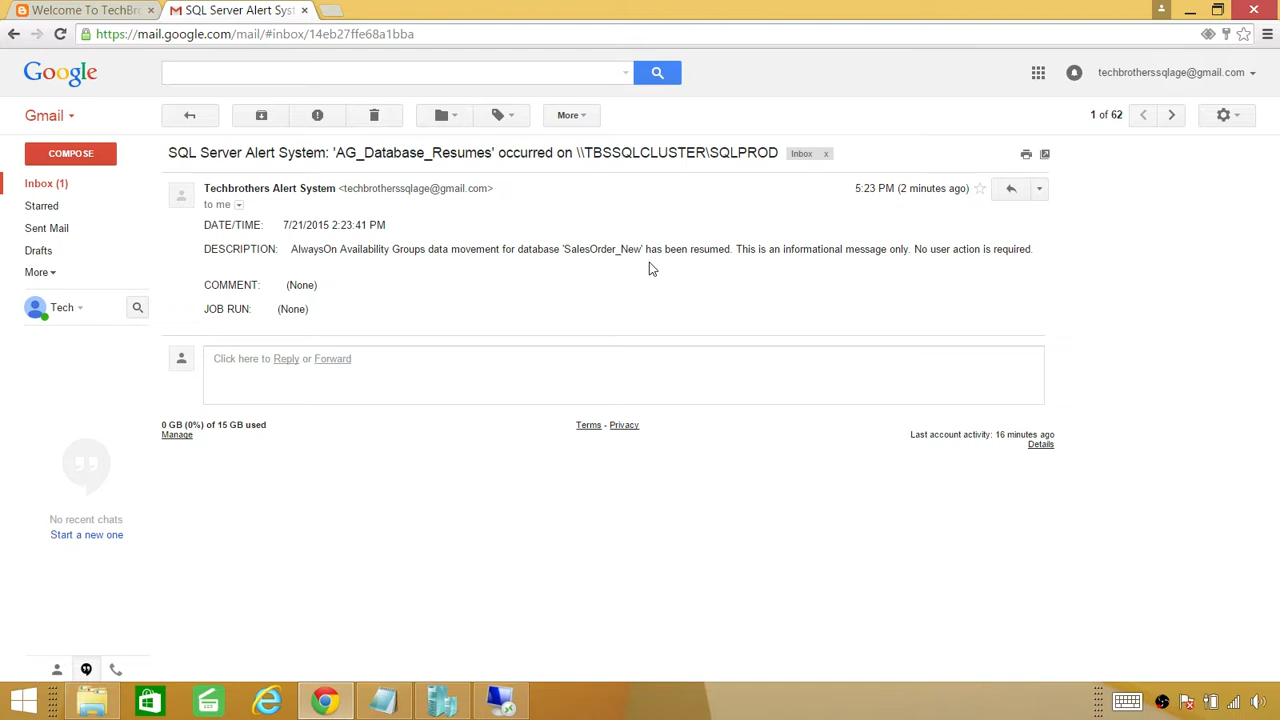 Welcome To TechBro
SQL Server Alert Syst
https://mail.google.com/mail/#inbox/14eb27ffe68a1bba
Google
techbrotherssqlage@gmail.com
Gmail
More
1 of 62
COMPOSE
SQL Server Alert System: 'AG_Database_Resumes' occurred on \\TBSSQLCLUSTER\SQLPROD
Inbox x
Inbox (1)
Starred
Sent Mail
Drafts
More
Techbrothers Alert System <techbrotherssqlage@gmail.com>
5:23 PM (2 minutes ago)
to me
DATE/TIME: 7/21/2015 2:23:41 PM
DESCRIPTION: AlwaysOn Availability Groups data movement for database 'SalesOrder_New' has been resumed. This is an informational message only. No user action is required.
COMMENT: (None)
JOB RUN: (None)
Tech
Click here to Reply or Forward
0 GB (0%) of 15 GB used
Manage
Terms - Privacy
Last account activity: 16 minutes ago
Details
No recent chats
Start a new one